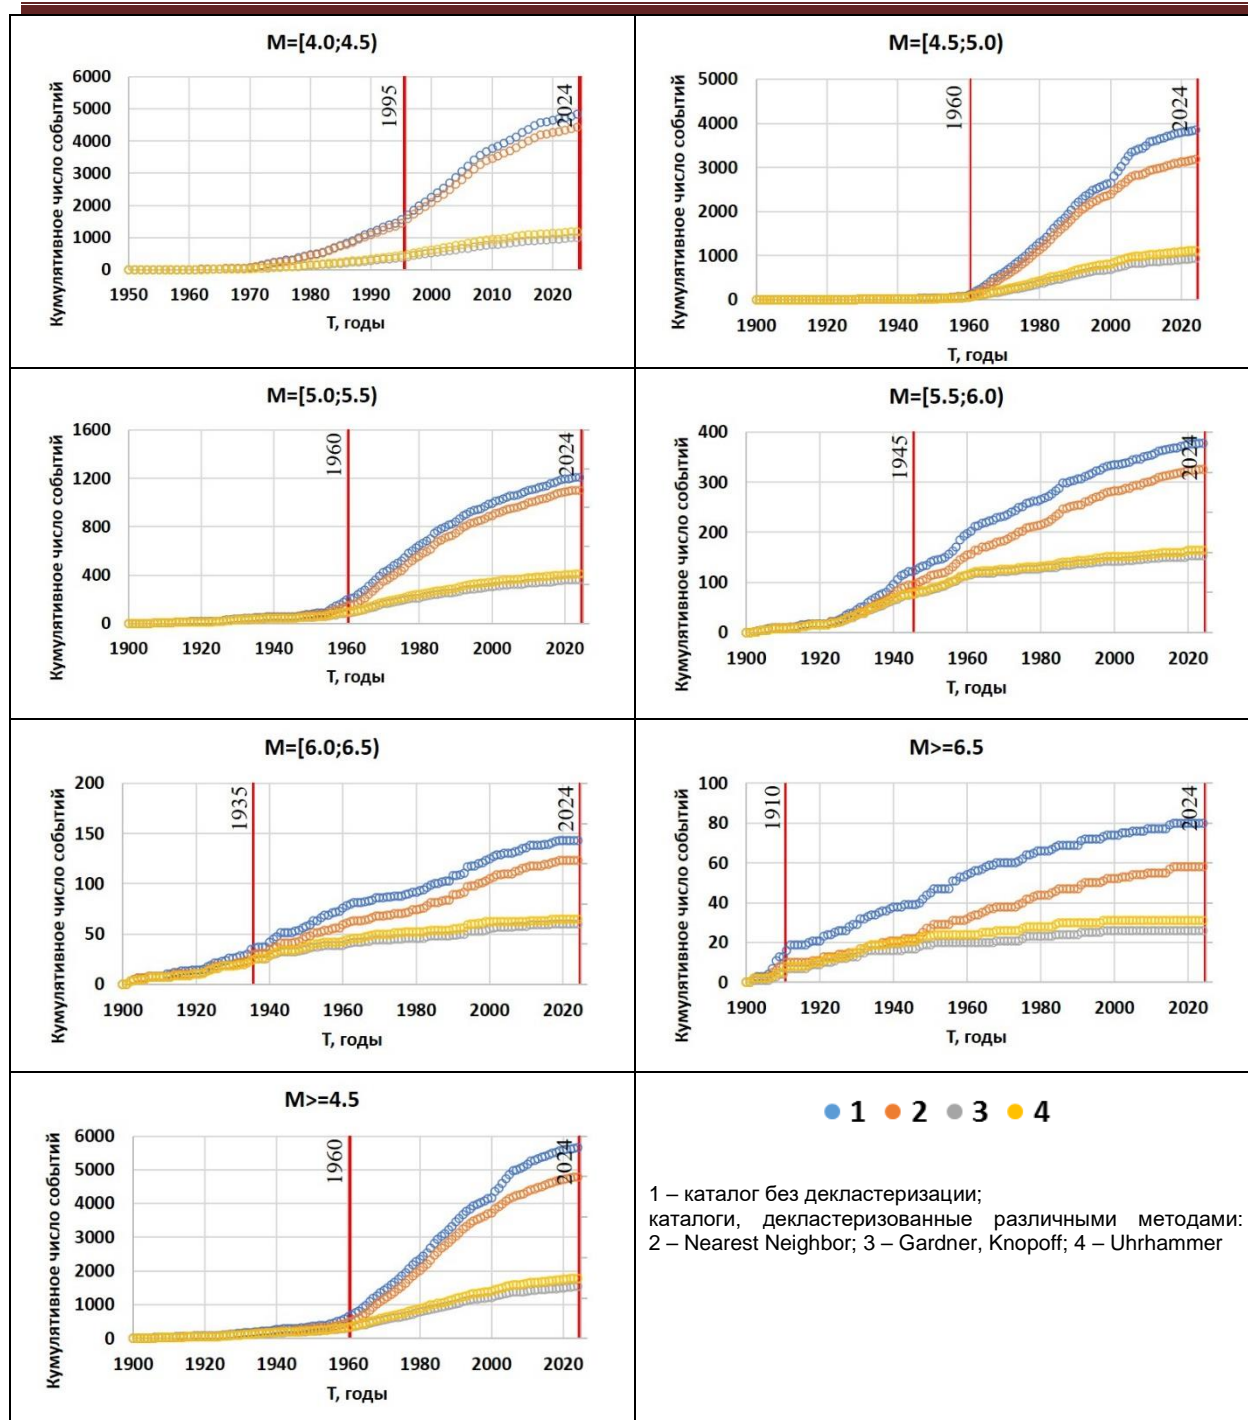 M=[4.0;4.5)
Кумулятивное число событий
6000
5000
4000
3000
2000
1000
0
1995
2024
1950 1960 1970 1980 1990 2000 2010 2020
Т, годы
M=[4.5;5.0)
Кумулятивное число событий
5000
4000
3000
2000
1000
0
1960
2024
1900 1920 1940 1960 1980 2000 2020
Т, годы
M=[5.0;5.5)
Кумулятивное число событий
1600
1200
800
400
0
1960
2024
1900 1920 1940 1960 1980 2000 2020
Т, годы
M=[5.5;6.0)
Кумулятивное число событий
400
300
200
100
0
1945
2024
1900 1920 1940 1960 1980 2000 2020
Т, годы
M=[6.0;6.5)
Кумулятивное число событий
200
150
100
50
0
1935
2024
1900 1920 1940 1960 1980 2000 2020
Т, годы
M>=6.5
Кумулятивное число событий
100
80
60
40
20
0
1910
2024
1900 1920 1940 1960 1980 2000 2020
Т, годы
M>=4.5
Кумулятивное число событий
6000
5000
4000
3000
2000
1000
0
1960
2024
1900 1920 1940 1960 1980 2000 2020
Т, годы
1 2 3 4
1 – каталог без декластеризации;
каталоги, декластеризованные различными методами:
2 – Nearest Neighbor; 3 – Gardner, Knopoff; 4 – Uhrhammer